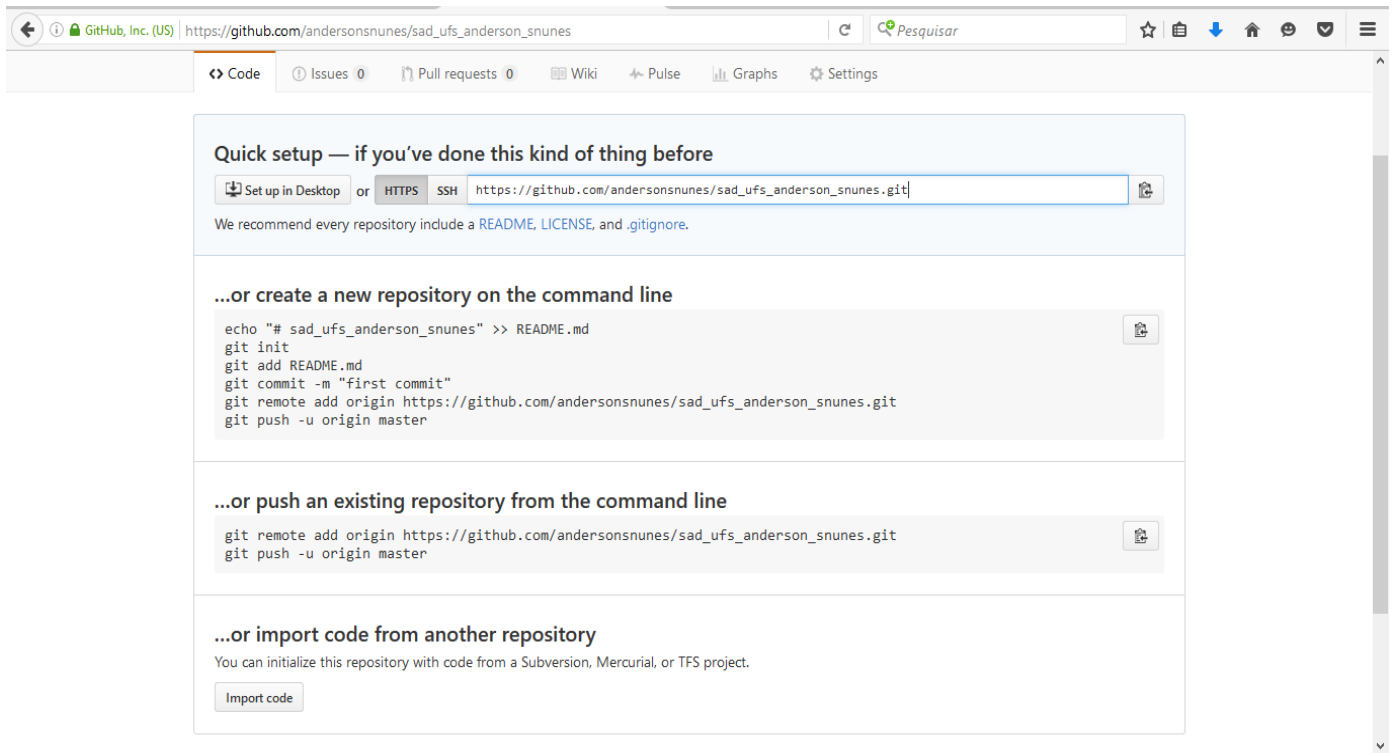 GitHub, Inc. (US) https://github.com/andersonsnunes/sad_ufs_anderson_snunes Pesquisar
Code Issues 0 Pull requests 0 Wiki Pulse Graphs Settings
Quick setup — if you've done this kind of thing before
Set up in Desktop or HTTPS SSH https://github.com/andersonsnunes/sad_ufs_anderson_snunes.git
We recommend every repository include a README, LICENSE, and .gitignore.
...or create a new repository on the command line
echo "# sad_ufs_anderson_snunes" >> README.md
git init
git add README.md
git commit -m "first commit"
git remote add origin https://github.com/andersonsnunes/sad_ufs_anderson_snunes.git
git push -u origin master
...or push an existing repository from the command line
git remote add origin https://github.com/andersonsnunes/sad_ufs_anderson_snunes.git
git push -u origin master
...or import code from another repository
You can initialize this repository with code from a Subversion, Mercurial, or TFS project.
Import code